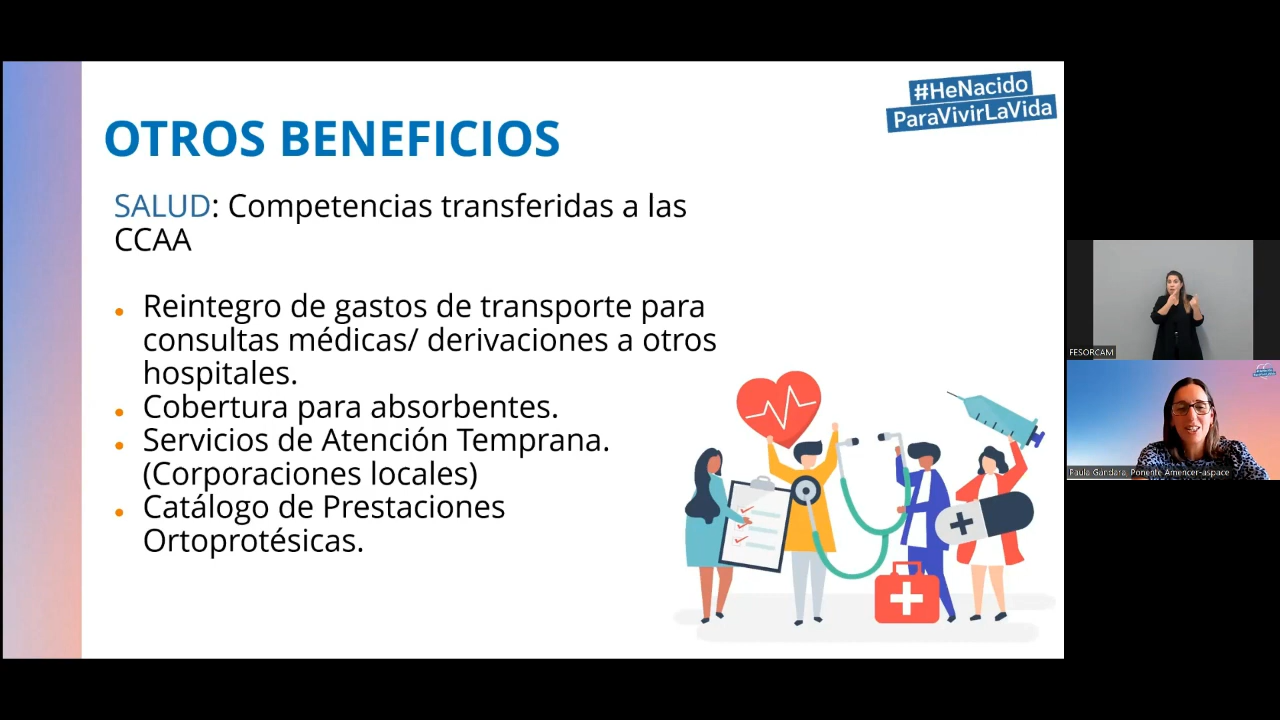 #HeNacido
ParaVivirLaVida
OTROS BENEFICIOS
SALUD: Competencias transferidas a las
CCAA
• Reintegro de gastos de transporte para
consultas médicas/ derivaciones a otros
hospitales.
• Cobertura para absorbentes.
• Servicios de Atención Temprana.
(Corporaciones locales)
• Catálogo de Prestaciones
Ortoprotésicas.
FESORCAM
Paula Gándara, Ponente Amencer-aspace